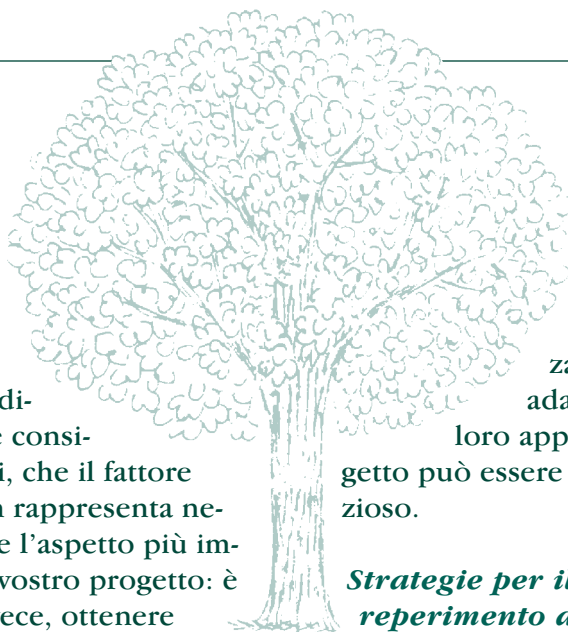 di-
e consi-
i, che il fattore
n rappresenta ne-
e l'aspetto più im-
vostro progetto: è
vece, ottenere
za
ada
loro app
getto può essere
zioso.
Strategie per il
reperimento d